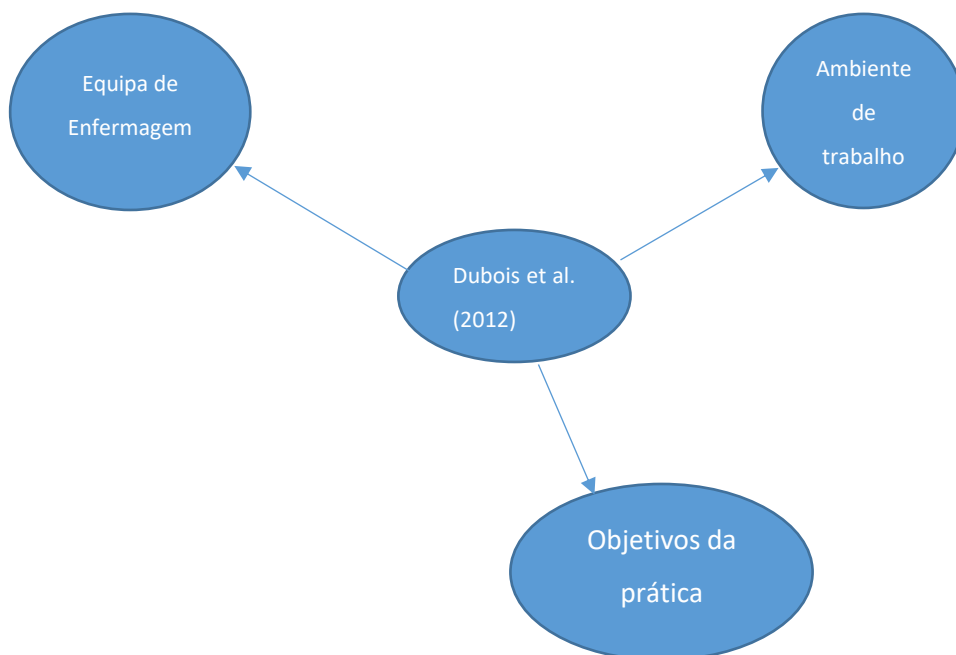 Equipa de
Enfermagem
Ambiente
de
trabalho
Dubois et al.
(2012)
Objetivos da
prática